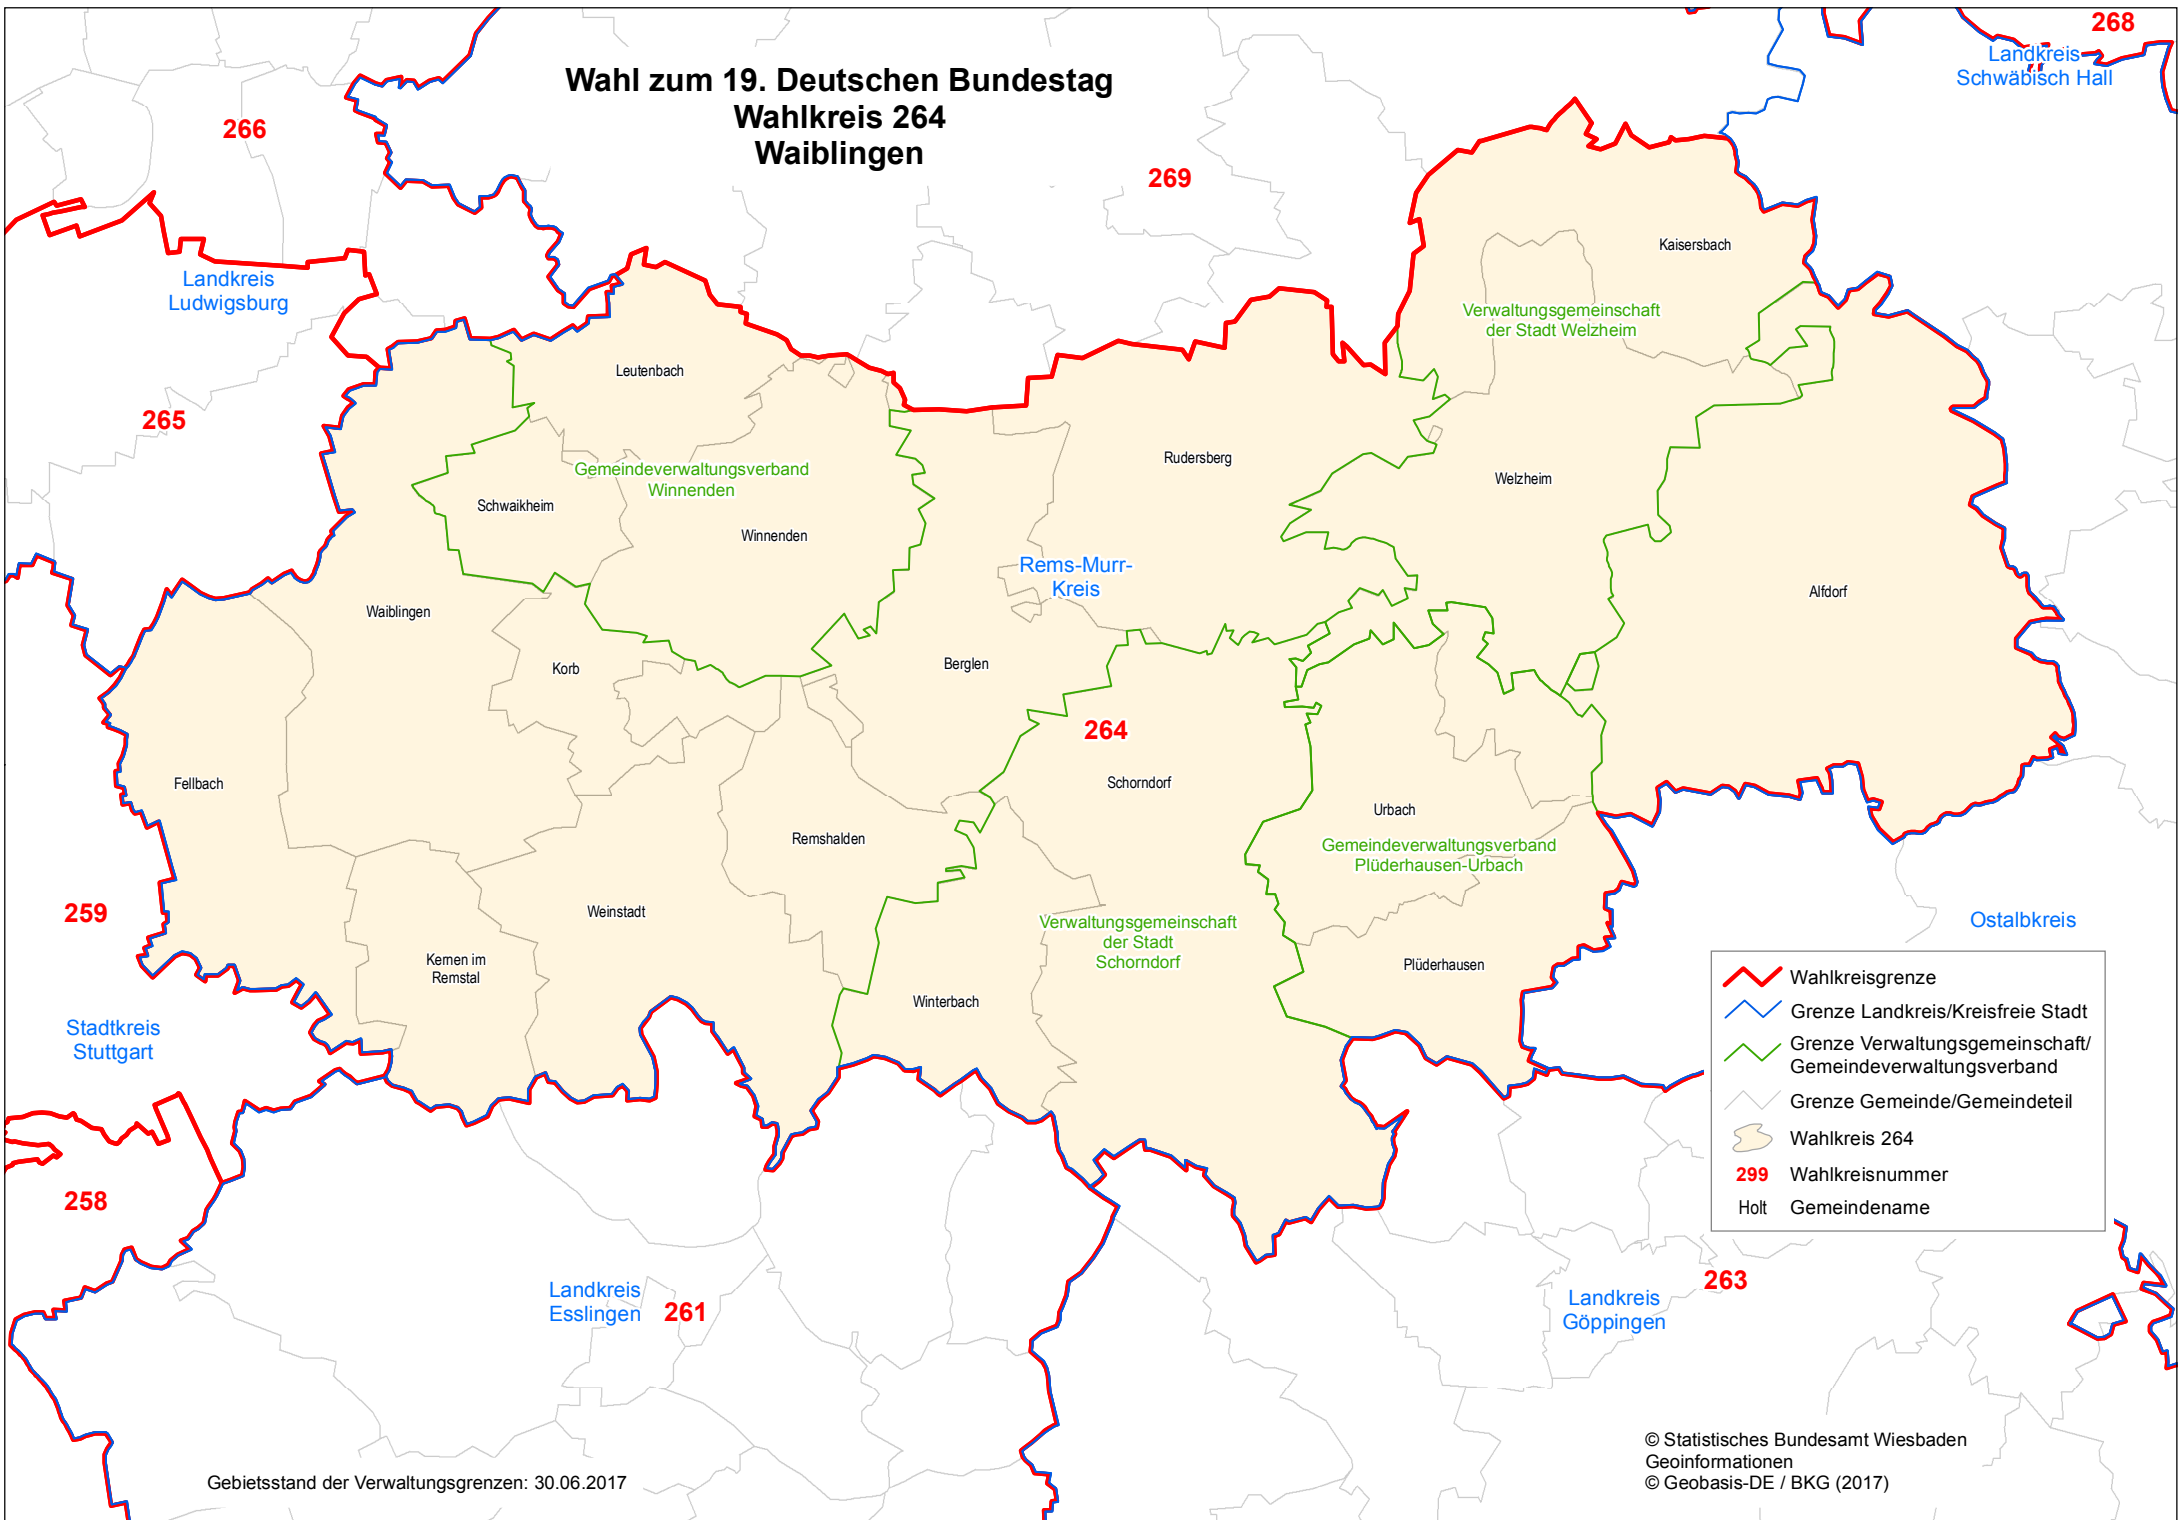 Wahl zum 19. Deutschen Bundestag
Wahlkreis 264
Waiblingen
268
Landkreis
Schwäbisch Hall
266
269
Landkreis
Ludwigsburg
Kaisersbach
Verwaltungsgemeinschaft
der Stadt Welzheim
Leutenbach
265
Rudersberg
Gemeindeverwaltungsverband
Winnenden
Welzheim
Schwaikheim
Winnenden
Rems-Murr-
Kreis
Alfdorf
Waiblingen
Korb
Berglen
264
Fellbach
Schorndorf
Urbach
Remshalden
Gemeindeverwaltungsverband
Plüderhausen-Urbach
259
Weinstadt
Verwaltungsgemeinschaft
der Stadt
Schorndorf
Ostalbkreis
Kernen im
Remstal
Plüderhausen
Winterbach
Stadtkreis
Stuttgart
Wahlkreisgrenze
Grenze Landkreis/Kreisfreie Stadt
Grenze Verwaltungsgemeinschaft/
Gemeindeverwaltungsverband
Grenze Gemeinde/Gemeindeteil
Wahlkreis 264
299 Wahlkreisnummer
Holt Gemeindename
258
Landkreis
Esslingen
261
263
Landkreis
Göppingen
Gebietsstand der Verwaltungsgrenzen: 30.06.2017
© Statistisches Bundesamt Wiesbaden
Geoinformationen
© Geobasis-DE / BKG (2017)